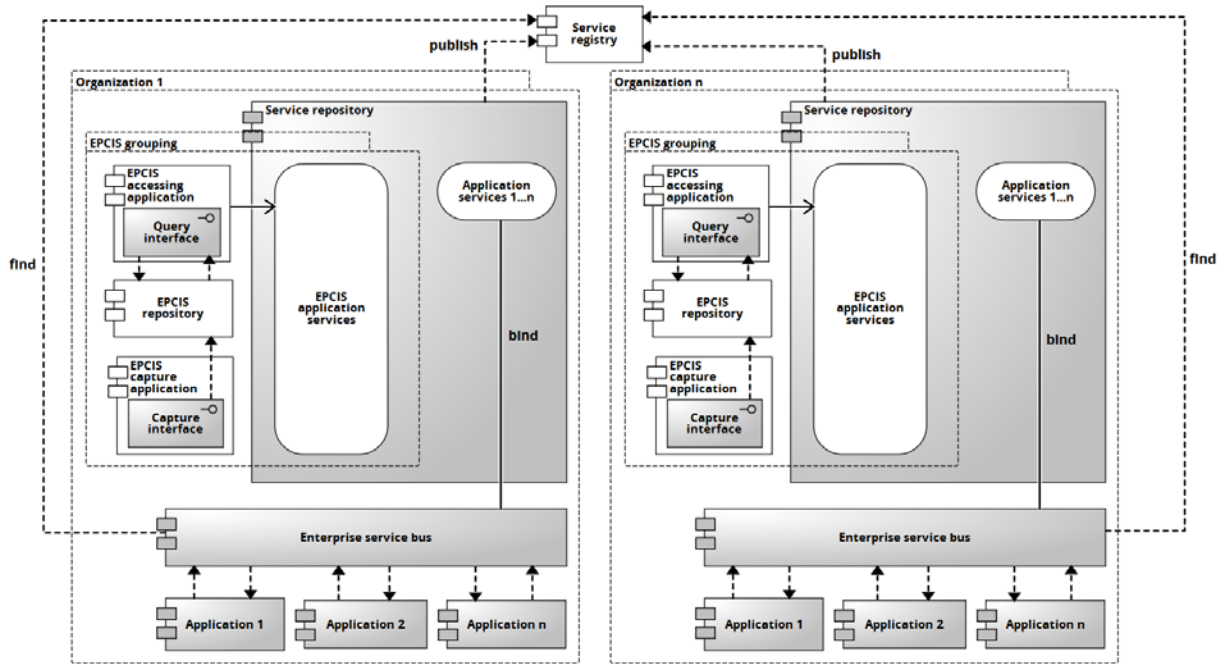 Service
registry
publish
publish
Organization 1
Service repository
EPCIS grouping
EPCIS
accessing
application
Query
interface
EPCIS
repository
EPCIS
capture
application
Capture
interface
EPCIS
application
services
Application
services 1...n
find
bind
Enterprise service bus
Application 1
Application 2
Application n
Organization n
Service repository
EPCIS grouping
EPCIS
accessing
application
Query
interface
EPCIS
repository
EPCIS
capture
application
Capture
interface
EPCIS
application
services
Application
services 1...n
find
bind
Enterprise service bus
Application 1
Application 2
Application n